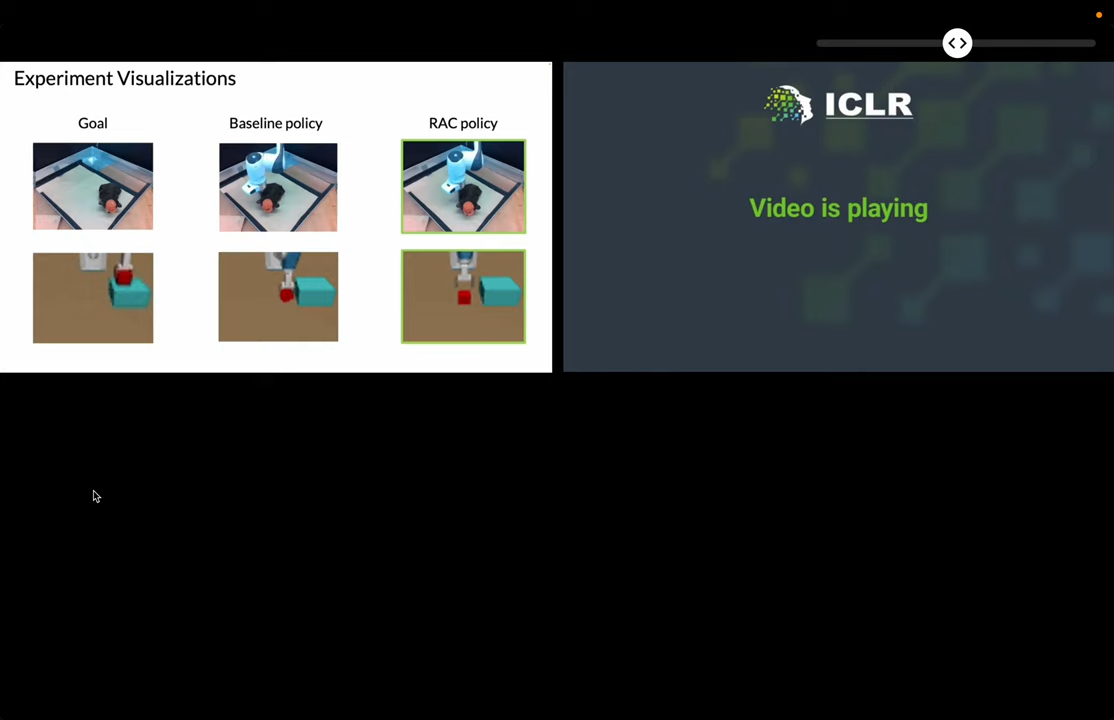 Experiment Visualizations
Goal
Baseline policy
RAC policy
ICLR
Video is playing